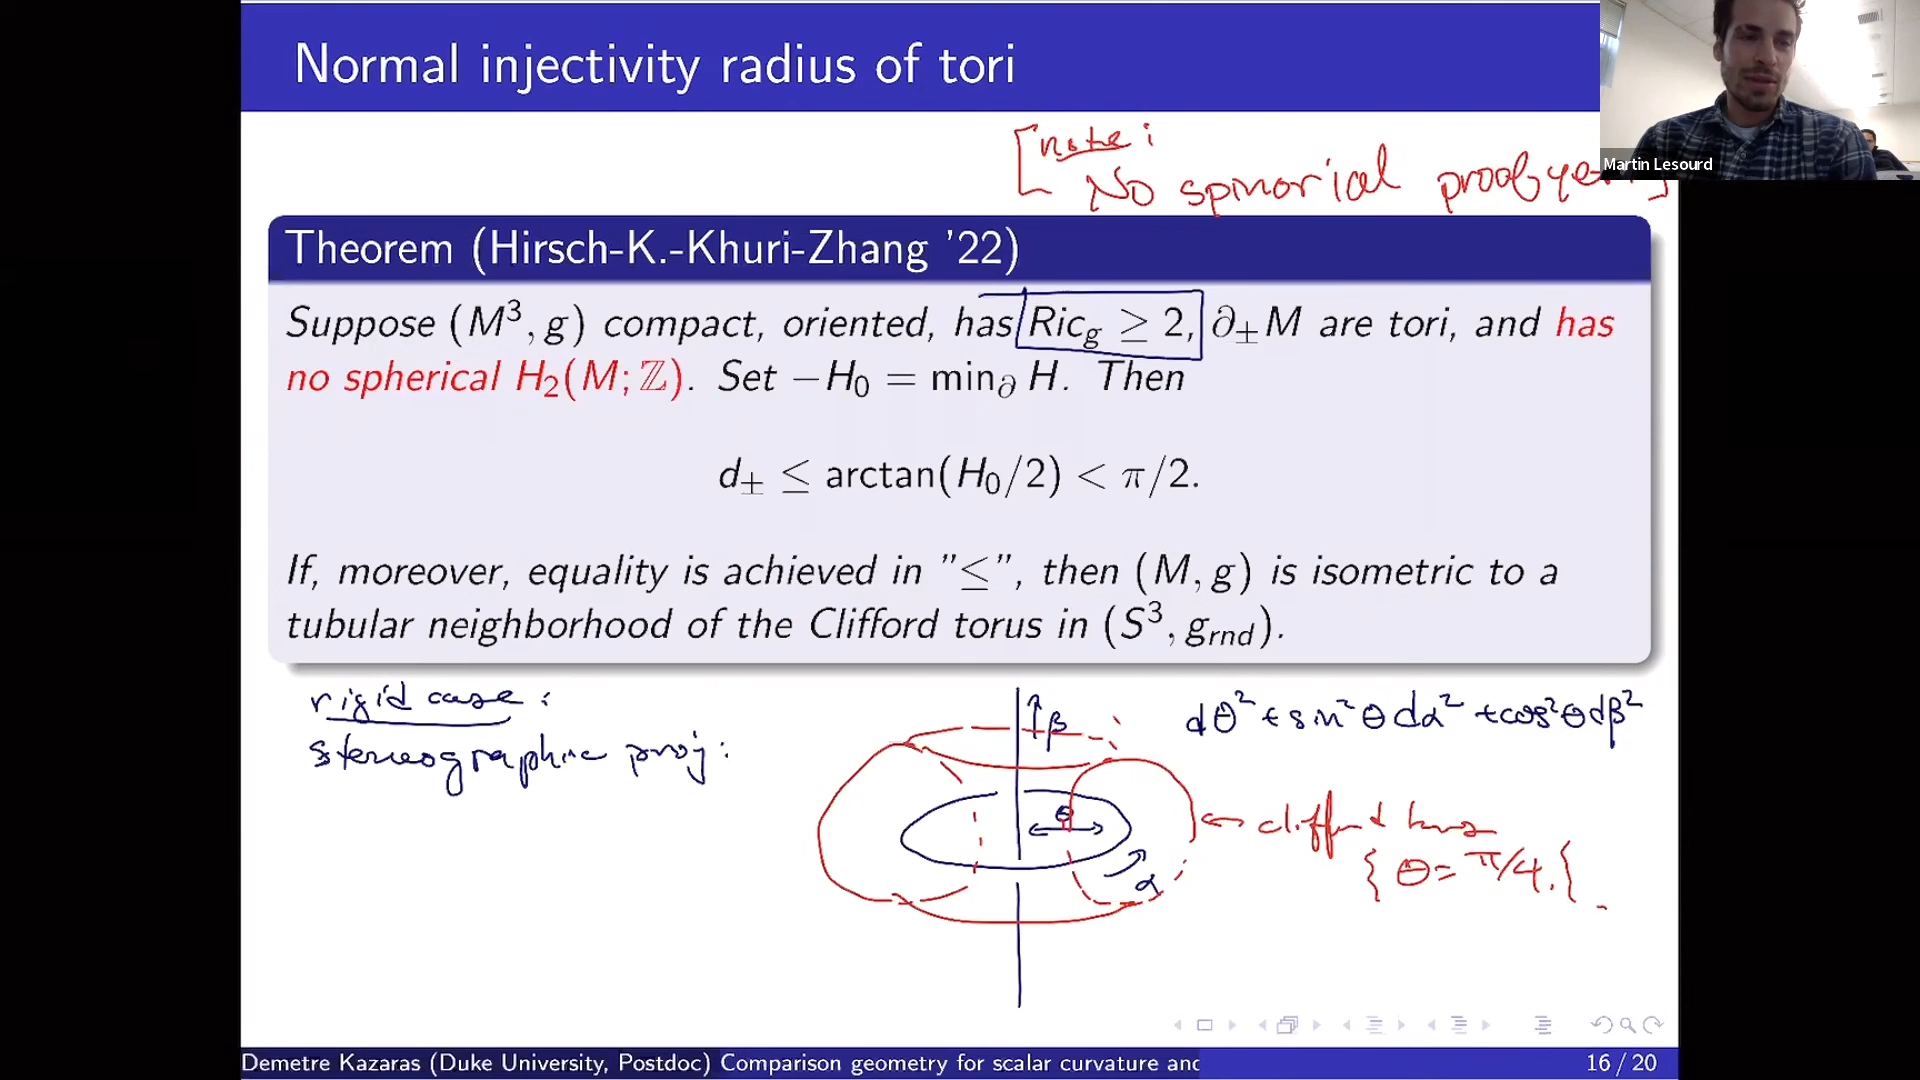 Normal injectivity radius of tori
[note:
No spinorial proof yet
Martin Lesourd
Theorem (Hirsch-K.-Khuri-Zhang '22)
Suppose (M³, g) compact, oriented, has Ric_g ≥ 2, ∂±M are tori, and has
no spherical H₂(M; ℤ). Set −H₀ = min_∂ H. Then
d± ≤ arctan(H₀/2) < π/2.
If, moreover, equality is achieved in "≤", then (M, g) is isometric to a
tubular neighborhood of the Clifford torus in (S³, g_rnd).
rigid case:
stereographic proj:
β
dθ² + sin²θ dα² + cos²θ dβ²
θ
α
← clifford torus
{ θ = π/4. }
Demetre Kazaras (Duke University, Postdoc) Comparison geometry for scalar curvature and
16 / 20